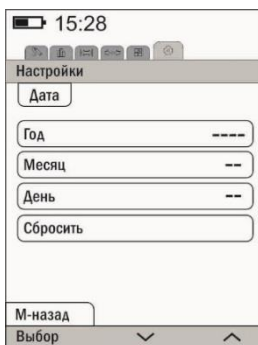 15:28
Настройки
Дата
Год ----
Месяц --
День --
Сбросить
М-назад
Выбор